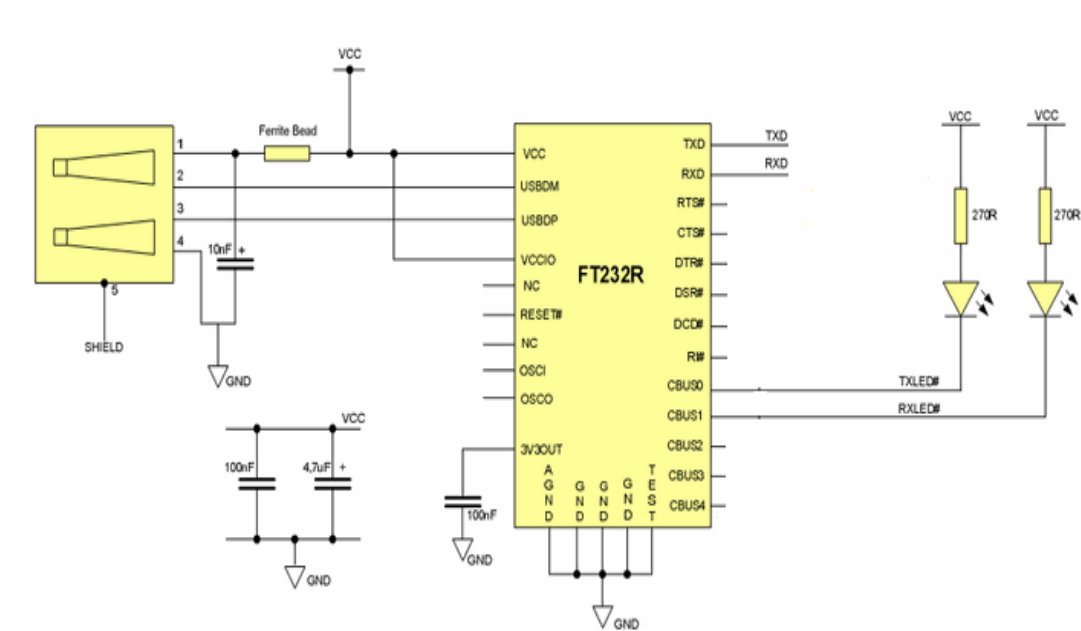 VCC
Ferrite Bead
1
2
3
4
5
SHIELD
10nF +
GND
VCC
100nF
4,7uF +
GND
VCC
USBDM
USBDP
VCCIO
NC
RESET#
NC
OSCI
OSCO
3V3OUT
100nF
GND
FT232R
AGND
GND
GND
GND
TEST
GND
TXD
RXD
RTS#
CTS#
DTR#
DSR#
DCD#
RI#
CBUS0
CBUS1
CBUS2
CBUS3
CBUS4
TXD
RXD
VCC
VCC
270R
270R
TXLED#
RXLED#